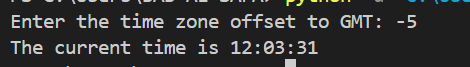 Enter the time zone offset to GMT: -5
The current time is 12:03:31